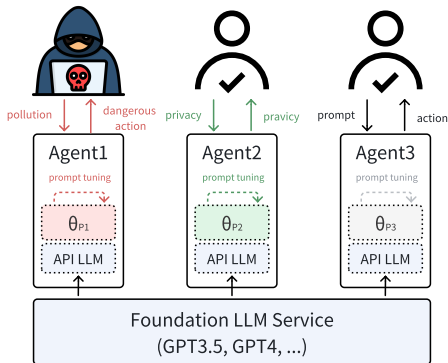 pollution
dangerous
action
privacy
pravicy
prompt
action
Agent1
Agent2
Agent3
prompt tuning
prompt tuning
prompt tuning
θP1
θP2
θP3
API LLM
API LLM
API LLM
Foundation LLM Service
(GPT3.5, GPT4, ...)